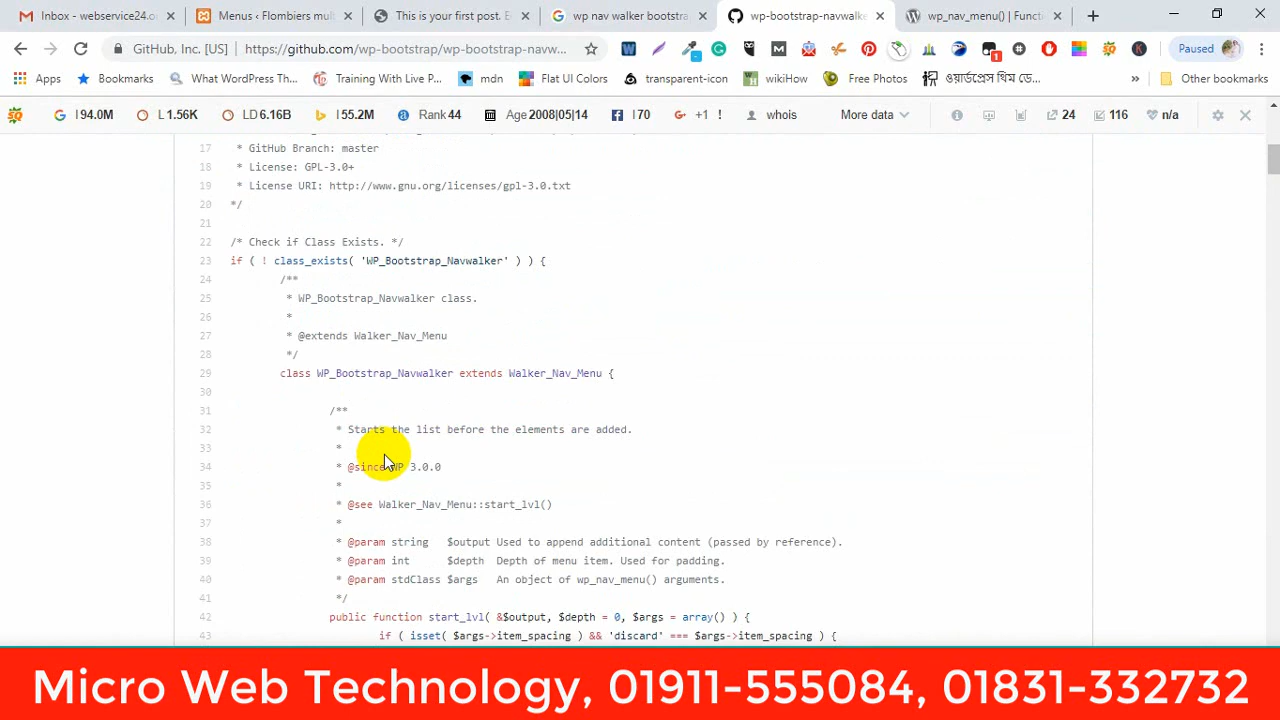 Inbox - webservice24.o
Menus ‹ Flombiers mult
This is your first post. E
wp nav walker bootstra
wp-bootstrap-navwalke
wp_nav_menu() | Funct
GitHub, Inc. [US] | https://github.com/wp-bootstrap/wp-bootstrap-navw...
Paused
Apps Bookmarks What WordPress Th... Training With Live P... mdn Flat UI Colors transparent-icon wikiHow Free Photos ওয়ার্ডপ্রেস থিম ডে... » Other bookmarks
I 94.0M L 1.56K LD 6.16B I 55.2M Rank 44 Age 2008|05|14 I 70 +1 ! whois More data 24 116 n/a
17 * GitHub Branch: master
18 * License: GPL-3.0+
19 * License URI: http://www.gnu.org/licenses/gpl-3.0.txt
20 */
21
22 /* Check if Class Exists. */
23 if ( ! class_exists( 'WP_Bootstrap_Navwalker' ) ) {
24 /**
25 * WP_Bootstrap_Navwalker class.
26 *
27 * @extends Walker_Nav_Menu
28 */
29 class WP_Bootstrap_Navwalker extends Walker_Nav_Menu {
30
31 /**
32 * Starts the list before the elements are added.
33 *
34 * @since WP 3.0.0
35 *
36 * @see Walker_Nav_Menu::start_lvl()
37 *
38 * @param string $output Used to append additional content (passed by reference).
39 * @param int $depth Depth of menu item. Used for padding.
40 * @param stdClass $args An object of wp_nav_menu() arguments.
41 */
42 public function start_lvl( &$output, $depth = 0, $args = array() ) {
43 if ( isset( $args->item_spacing ) && 'discard' === $args->item_spacing ) {
Micro Web Technology, 01911-555084, 01831-332732